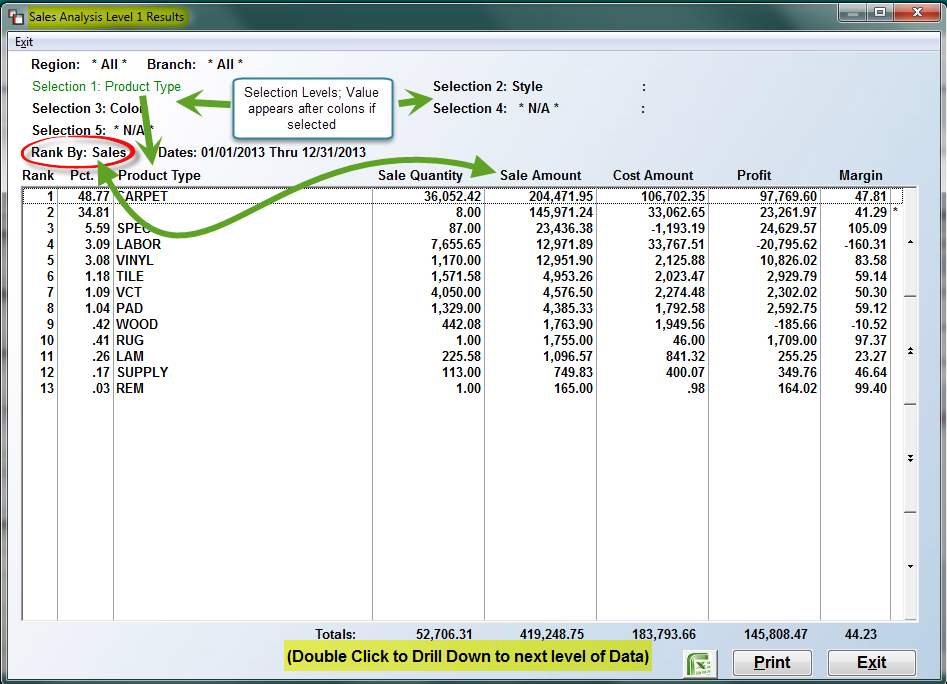 Sales Analysis Level 1 Results
Exit
Region: * All * Branch: * All *
Selection 1: Product Type
Selection Levels; Value
appears after colons if
selected
Selection 2: Style :
Selection 3: Color
Selection 4: * N/A * :
Selection 5: * N/A *
Rank By: Sales Dates: 01/01/2013 Thru 12/31/2013
Rank Pct. Product Type Sale Quantity Sale Amount Cost Amount Profit Margin
1 48.77 CARPET 36,052.42 204,471.95 106,702.35 97,769.60 47.81
2 34.81 8.00 145,971.24 33,062.65 23,261.97 41.29 *
3 5.59 SPEC 87.00 23,436.38 -1,193.19 24,629.57 105.09
4 3.09 LABOR 7,655.65 12,971.89 33,767.51 -20,795.62 -160.31
5 3.08 VINYL 1,170.00 12,951.90 2,125.88 10,826.02 83.58
6 1.18 TILE 1,571.58 4,953.26 2,023.47 2,929.79 59.14
7 1.09 VCT 4,050.00 4,576.50 2,274.48 2,302.02 50.30
8 1.04 PAD 1,329.00 4,385.33 1,792.58 2,592.75 59.12
9 .42 WOOD 442.08 1,763.90 1,949.56 -185.66 -10.52
10 .41 RUG 1.00 1,755.00 46.00 1,709.00 97.37
11 .26 LAM 225.58 1,096.57 841.32 255.25 23.27
12 .17 SUPPLY 113.00 749.83 400.07 349.76 46.64
13 .03 REM 1.00 165.00 .98 164.02 99.40
Totals: 52,706.31 419,248.75 183,793.66 145,808.47 44.23
(Double Click to Drill Down to next level of Data)
Print
Exit